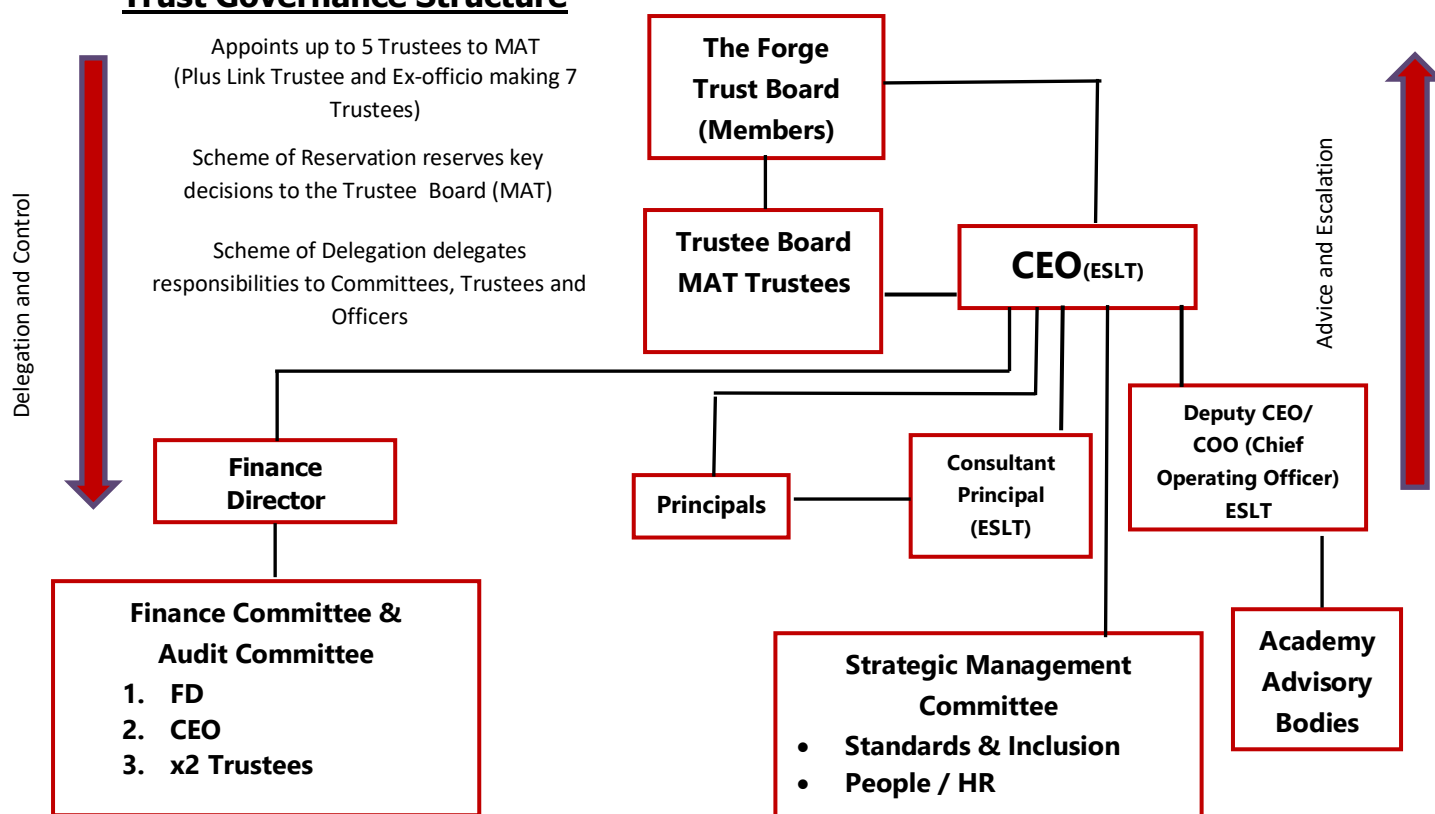 Trust Governance Structure
Appoints up to 5 Trustees to MAT
(Plus Link Trustee and Ex-officio making 7
Trustees)
Scheme of Reservation reserves key
decisions to the Trustee Board (MAT)
Scheme of Delegation delegates
responsibilities to Committees, Trustees and
Officers
Delegation and Control
The Forge
Trust Board
(Members)
Trustee Board
MAT Trustees
CEO(ESLT)
Advice and Escalation
Finance
Director
Principals
Consultant
Principal
(ESLT)
Deputy CEO/
COO (Chief
Operating Officer)
ESLT
Finance Committee &
Audit Committee
1. FD
2. CEO
3. x2 Trustees
Strategic Management
Committee
• Standards & Inclusion
• People / HR
Academy
Advisory
Bodies